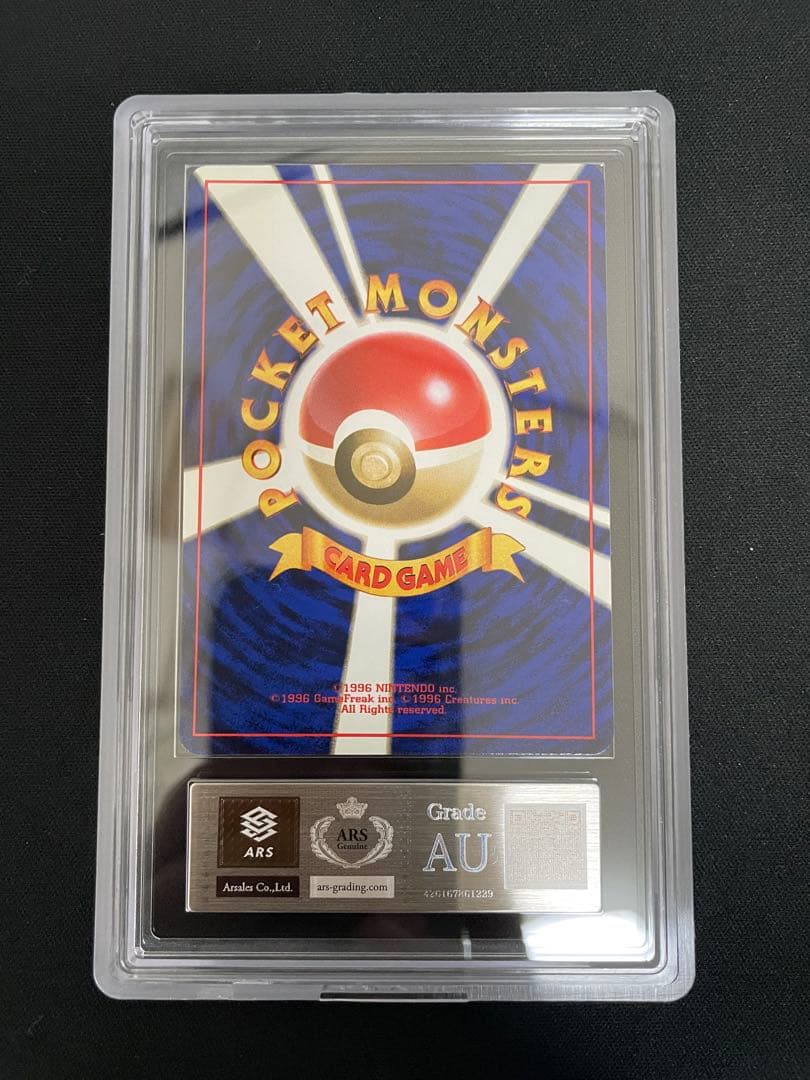 POCKET MONSTERS
CARD GAME
©1996 NINTENDO inc.
©1996 GameFreak inc. ©1996 Creatures inc.
All Rights reserved.
ARS
Arsales Co.,Ltd.
ARS
Genuine
ars-grading.com
Grade
AU